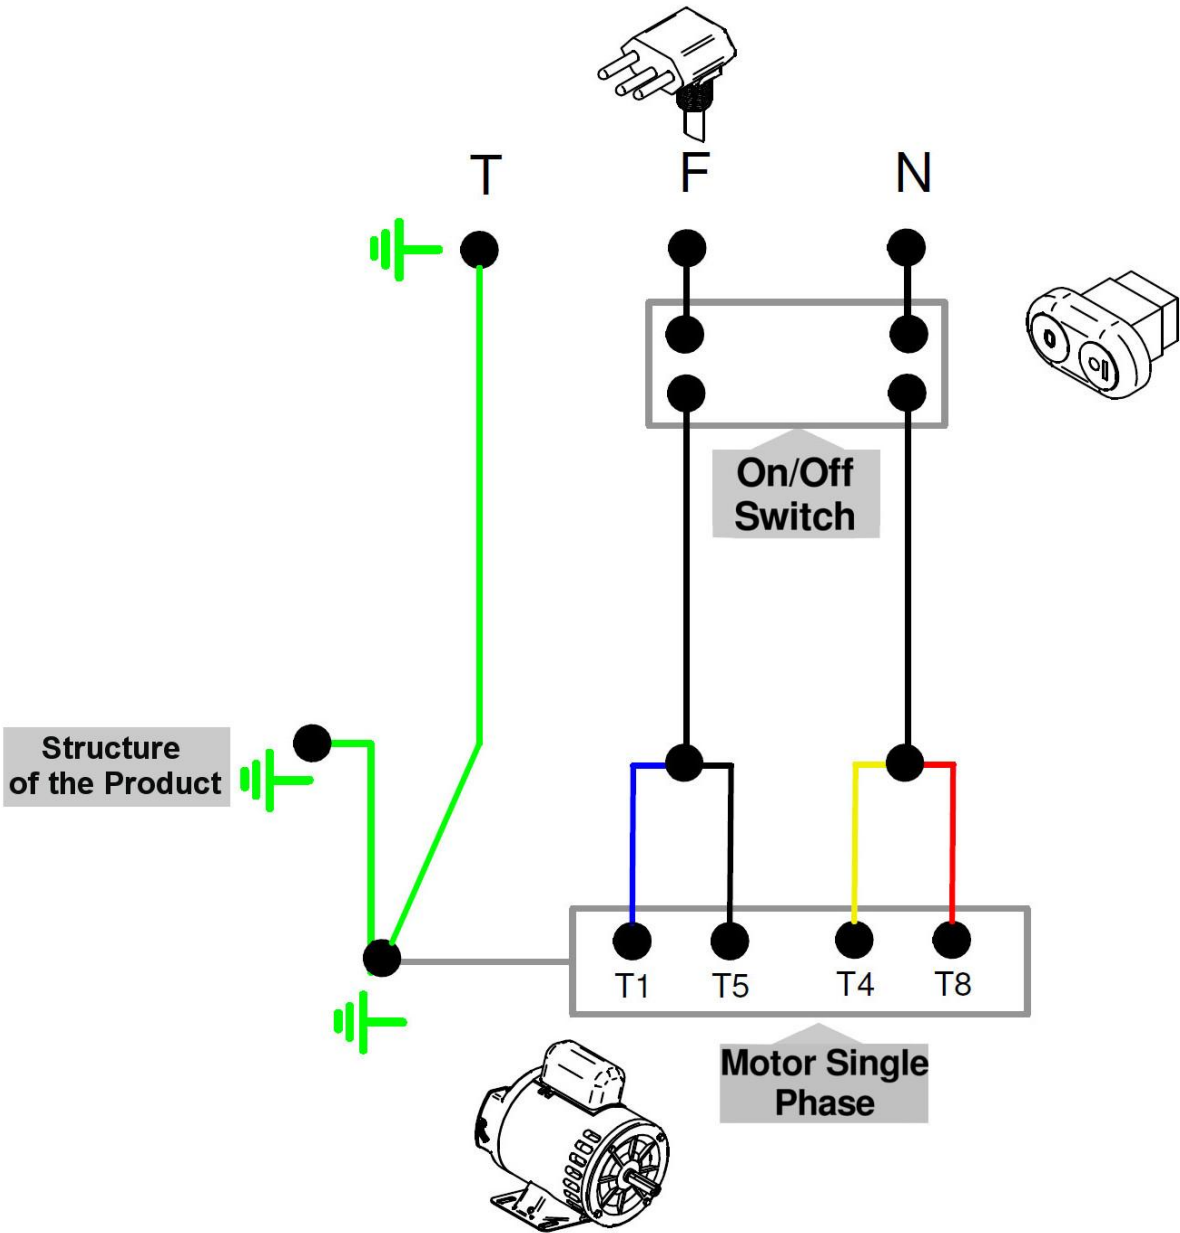 T
F
N
On/Off
Switch
Structure
of the Product
T1
T5
T4
T8
Motor Single
Phase